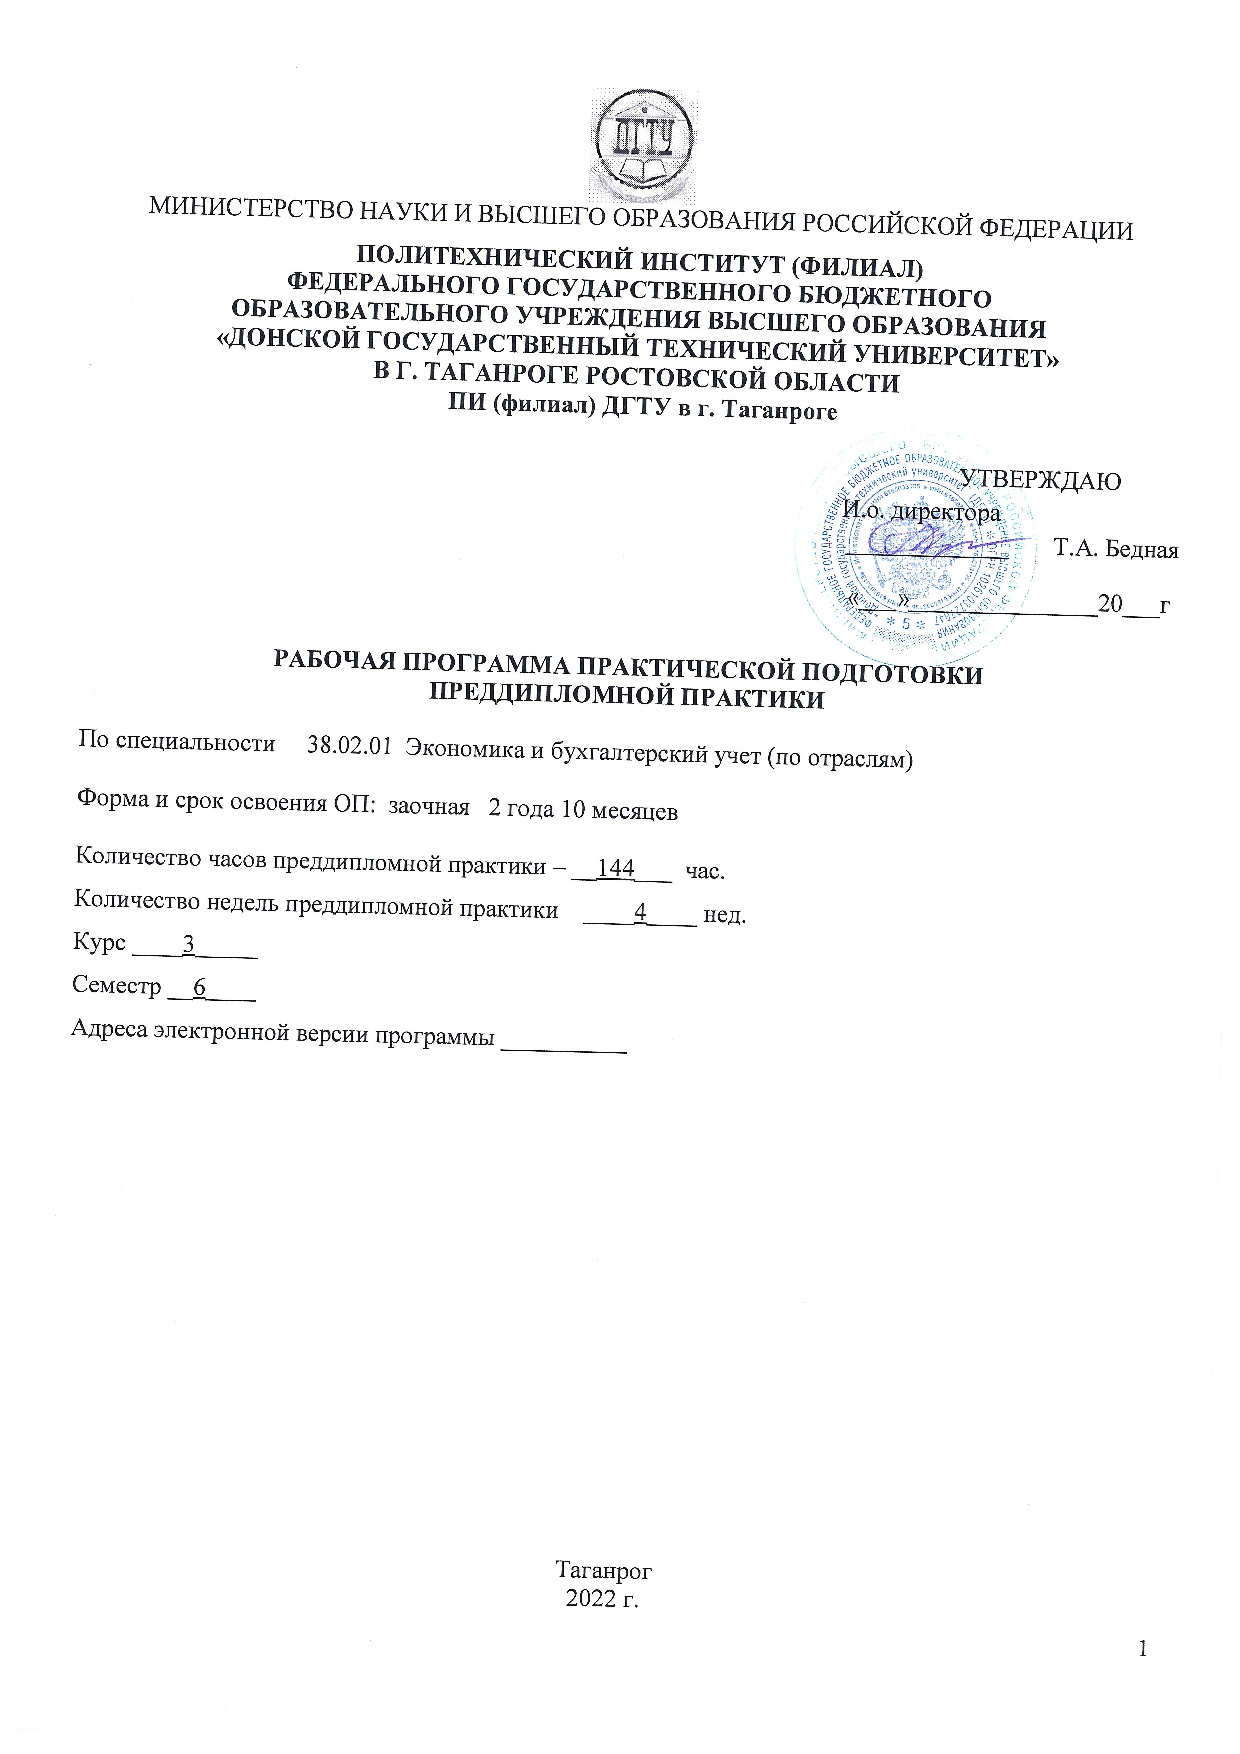 ДГТУ
МИНИСТЕРСТВО НАУКИ И ВЫСШЕГО ОБРАЗОВАНИЯ РОССИЙСКОЙ ФЕДЕРАЦИИ
ПОЛИТЕХНИЧЕСКИЙ ИНСТИТУТ (ФИЛИАЛ)
ФЕДЕРАЛЬНОГО ГОСУДАРСТВЕННОГО БЮДЖЕТНОГО
ОБРАЗОВАТЕЛЬНОГО УЧРЕЖДЕНИЯ ВЫСШЕГО ОБРАЗОВАНИЯ
«ДОНСКОЙ ГОСУДАРСТВЕННЫЙ ТЕХНИЧЕСКИЙ УНИВЕРСИТЕТ»
В Г. ТАГАНРОГЕ РОСТОВСКОЙ ОБЛАСТИ
ПИ (филиал) ДГТУ в г. Таганроге
УТВЕРЖДАЮ
И.о. директора
____________ Т.А. Бедная
«___»______________20___г
РАБОЧАЯ ПРОГРАММА ПРАКТИЧЕСКОЙ ПОДГОТОВКИ
ПРЕДДИПЛОМНОЙ ПРАКТИКИ
По специальности 38.02.01 Экономика и бухгалтерский учет (по отраслям)
Форма и срок освоения ОП: заочная 2 года 10 месяцев
Количество часов преддипломной практики – __144___ час.
Количество недель преддипломной практики ____4____ нед.
Курс ____3_____
Семестр __6____
Адреса электронной версии программы __________
Таганрог
2022 г.
1